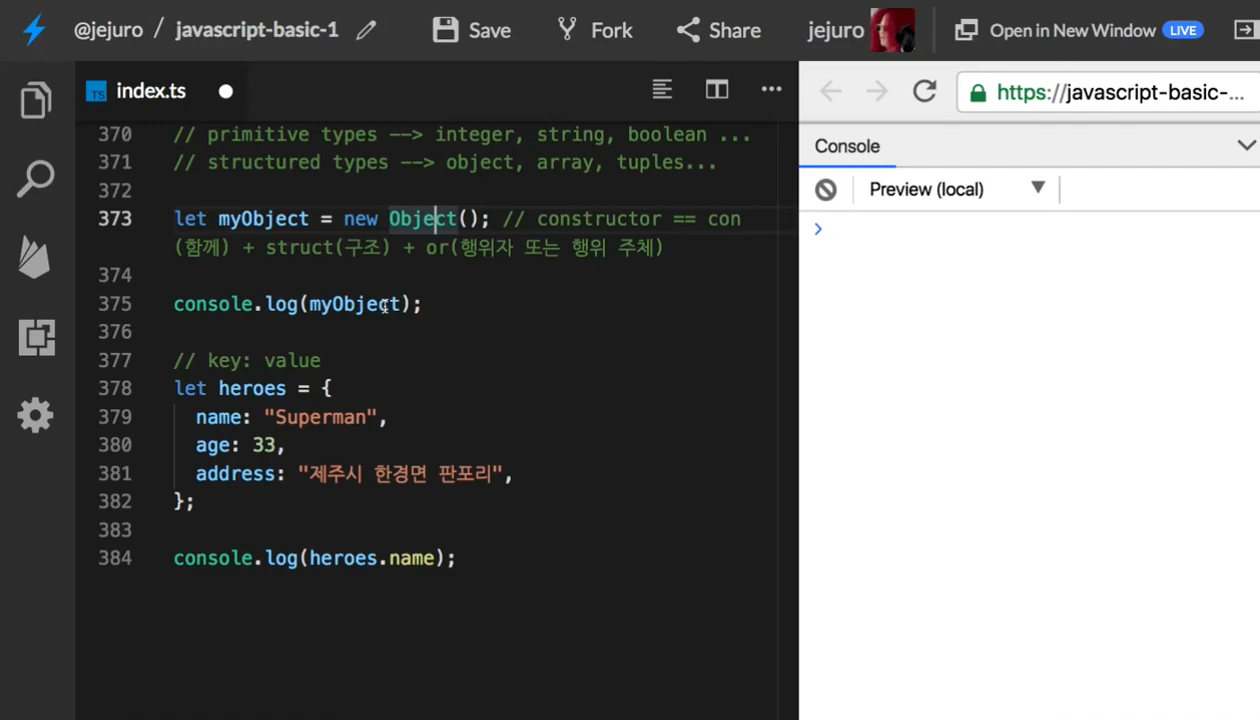 @jejuro / javascript-basic-1 Save Fork Share jejuro Open in New Window LIVE
TS index.ts https://javascript-basic-...
Console
Preview (local)
370 // primitive types --> integer, string, boolean ...
371 // structured types --> object, array, tuples...
372
373 let myObject = new Object(); // constructor == con
(함께) + struct(구조) + or(행위자 또는 행위 주체)
374
375 console.log(myObject);
376
377 // key: value
378 let heroes = {
379 name: "Superman",
380 age: 33,
381 address: "제주시 한경면 판포리",
382 };
383
384 console.log(heroes.name);